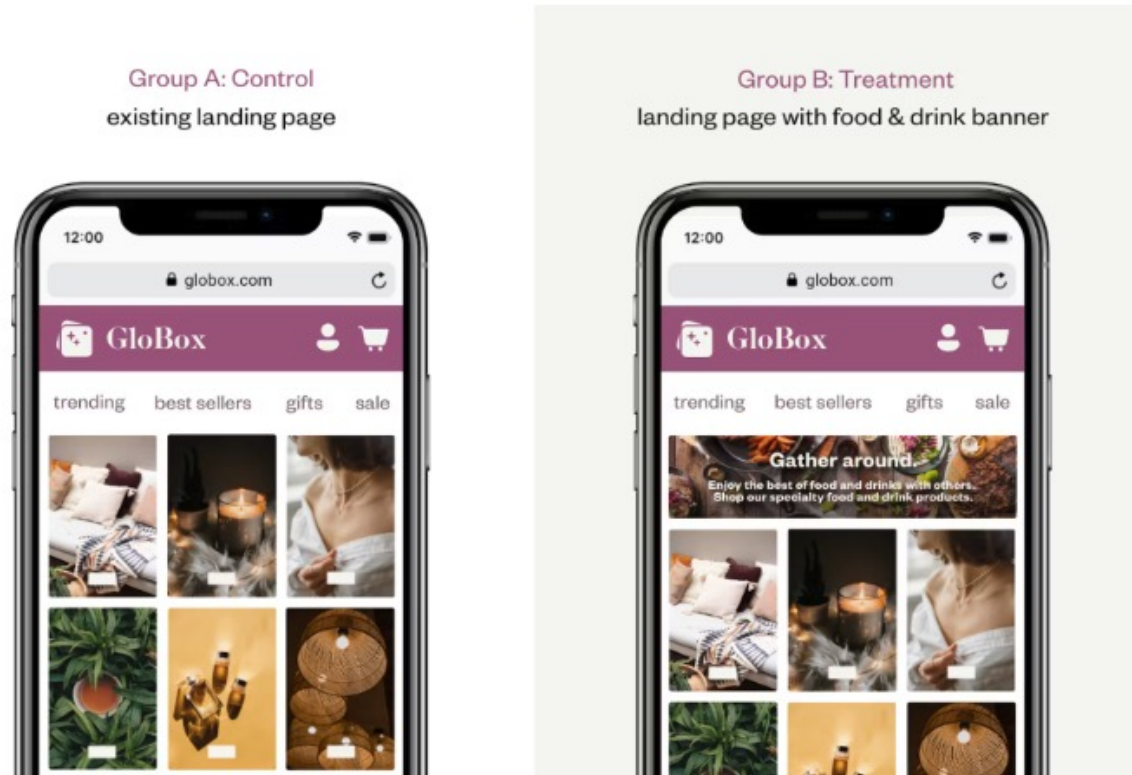 Group A: Control
existing landing page
12:00
globox.com
GloBox
trending best sellers gifts sale
Group B: Treatment
landing page with food & drink banner
12:00
globox.com
GloBox
trending best sellers gifts sale
Gather around.
Enjoy the best of food and drinks with others.
Shop our specialty food and drink products.